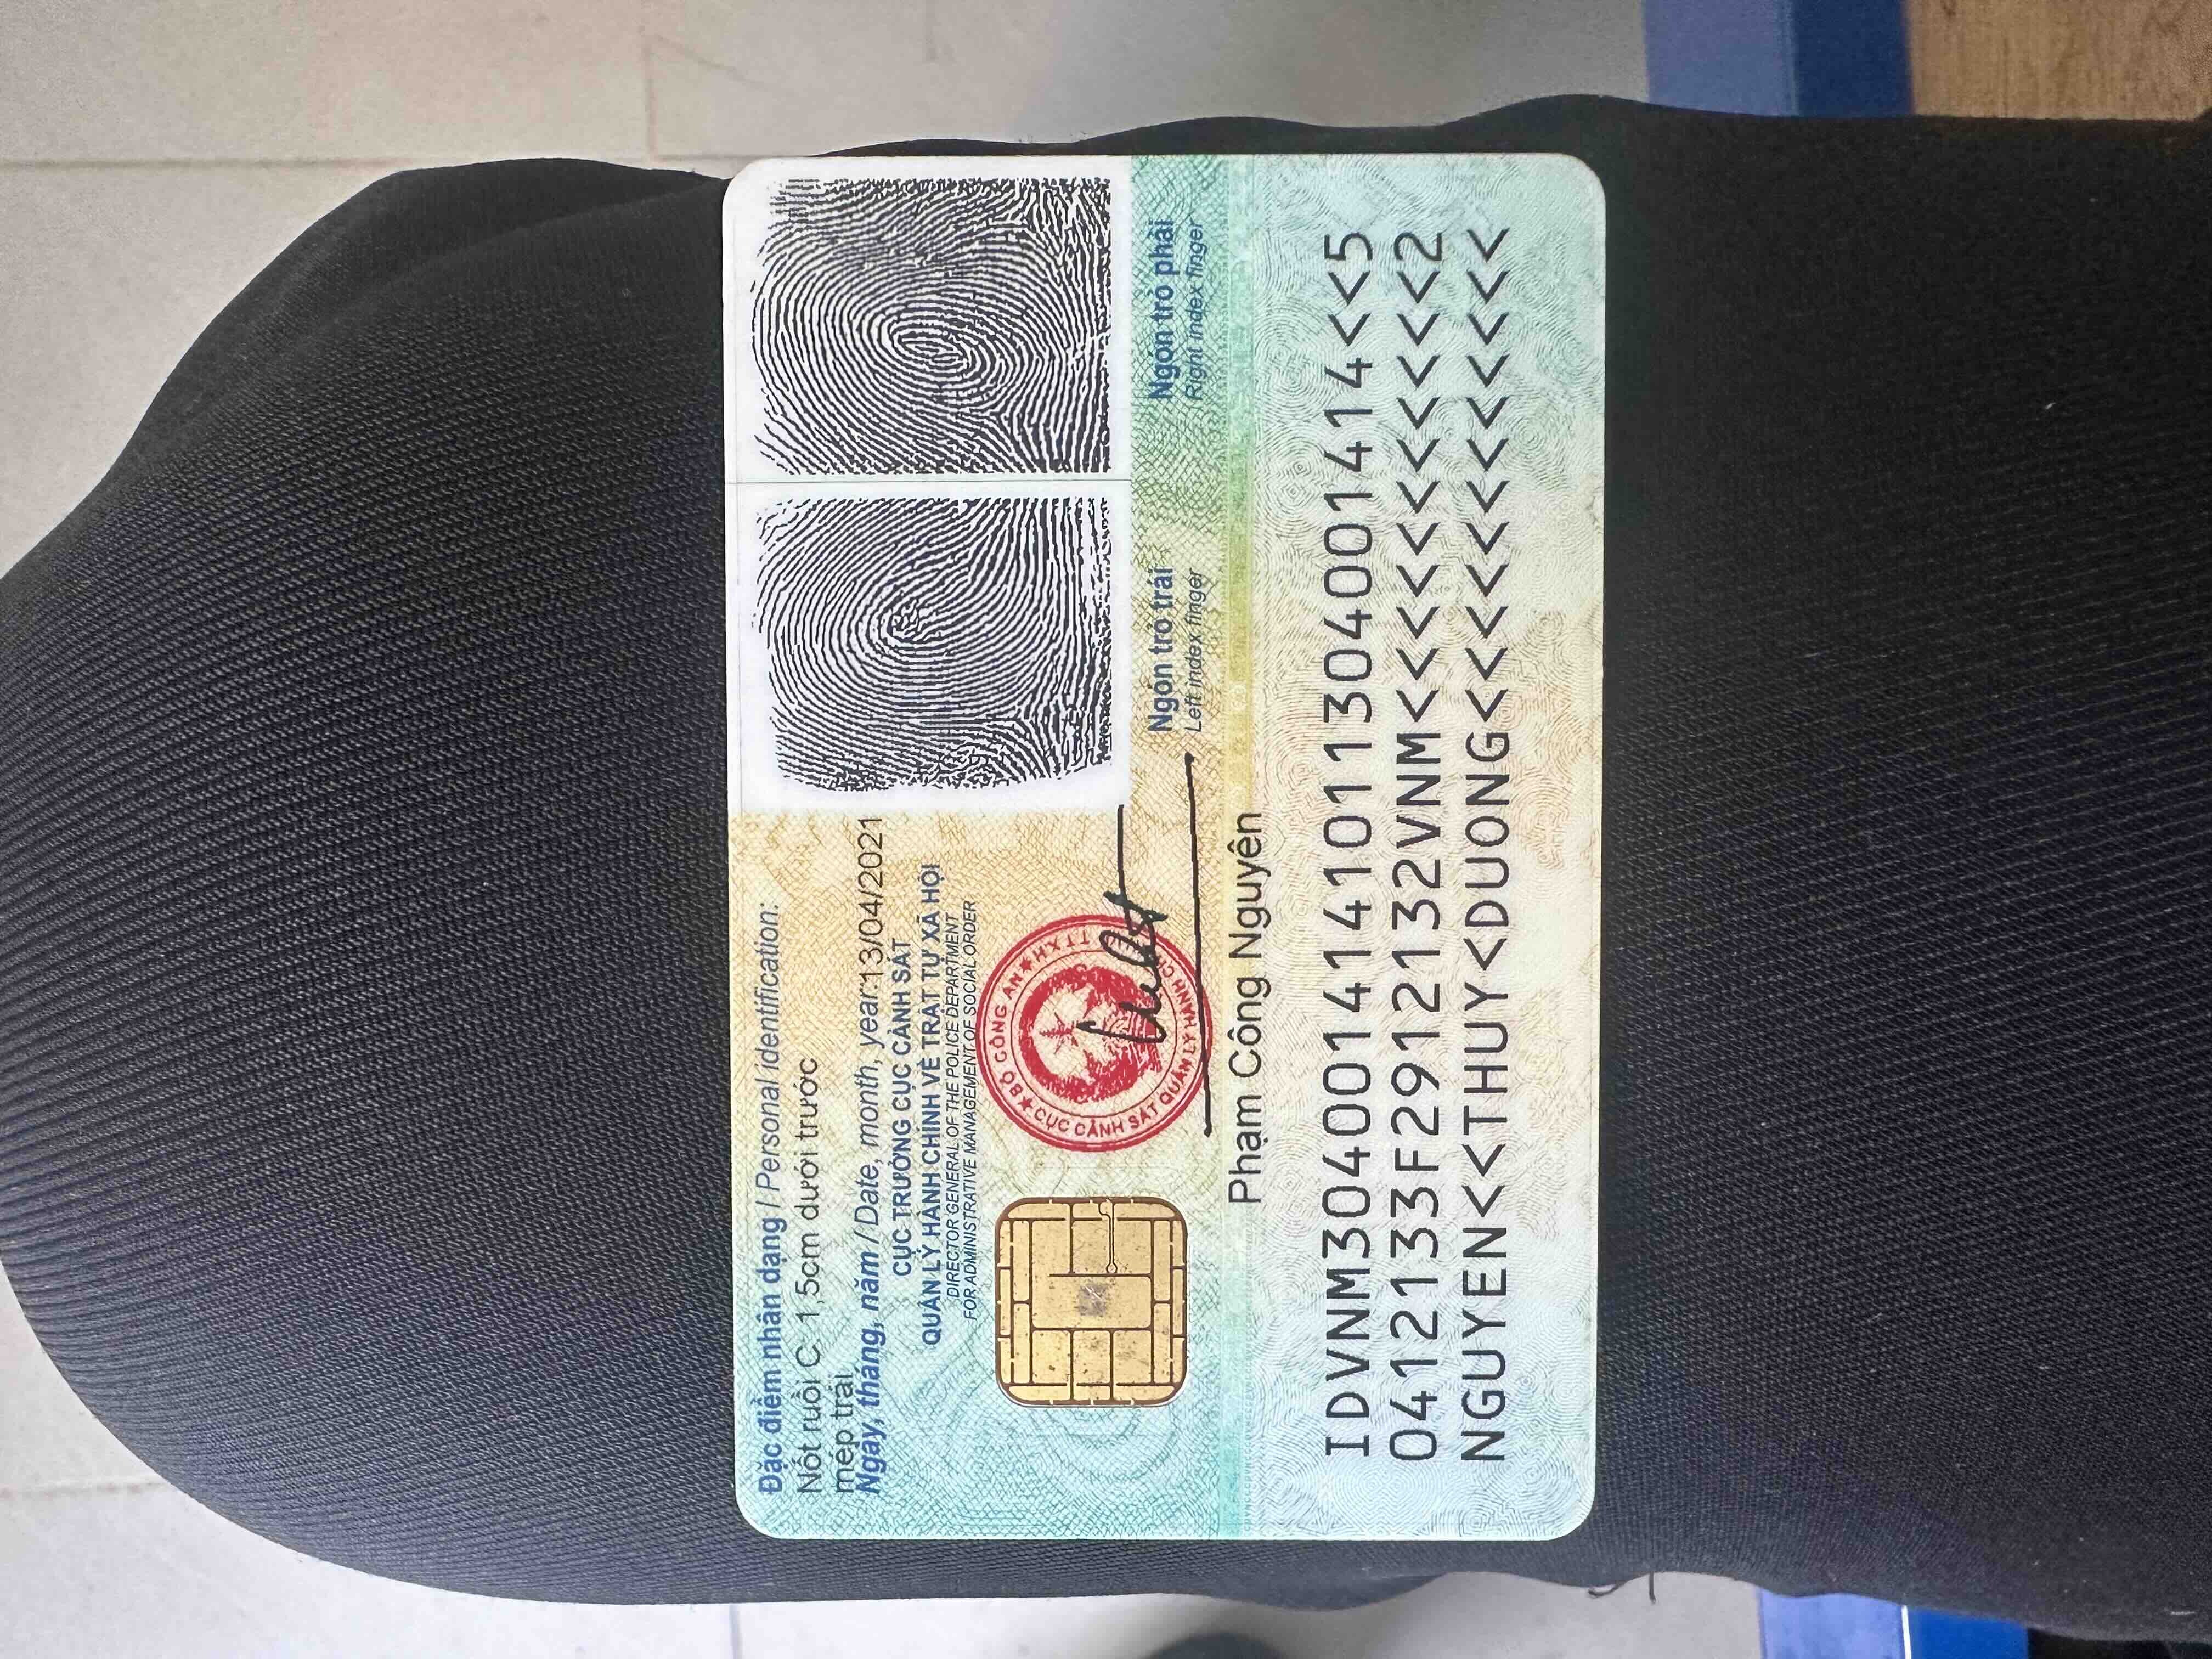 Đặc điểm nhân dạng / Personal identification:
Nốt ruồi C: 1,5cm dưới trước
mép trái
Ngày, tháng, năm / Date, month, year:13/04/2021
CỤC TRƯỞNG CỤC CẢNH SÁT
QUẢN LÝ HÀNH CHÍNH VỀ TRẬT TỰ XÃ HỘI
DIRECTOR GENERAL OF THE POLICE DEPARTMENT
FOR ADMINISTRATIVE MANAGEMENT OF SOCIAL ORDER
BỘ CÔNG AN
CỤC CẢNH SÁT QUẢN LÝ HÀNH CH
TTXH
Phạm Công Nguyên
Ngón trỏ trái
Left index finger
Ngón trỏ phải
Right index finger
IDVNM3040014141011304001414<<5
0412133F2912132VNM<<<<<<<<<<<2
NGUYEN<<THUY<DUONG<<<<<<<<<<<<